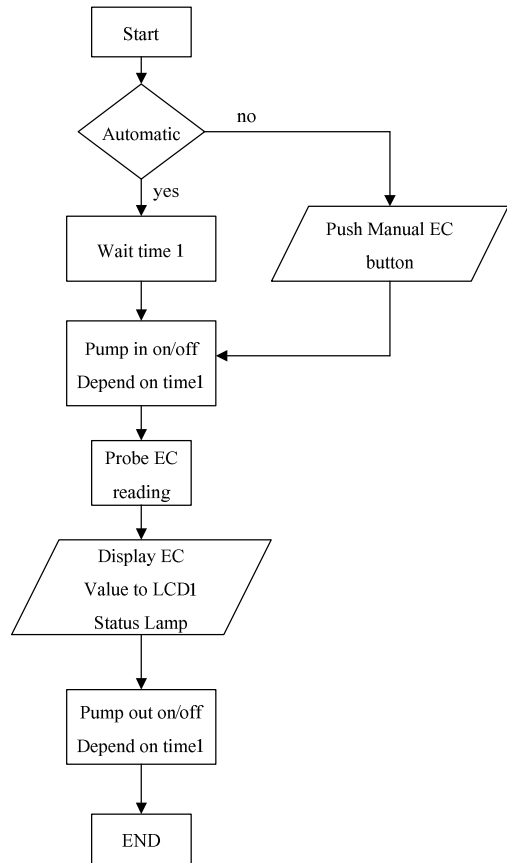 Start
Automatic
no
yes
Wait time 1
Push Manual EC
button
Pump in on/off
Depend on time1
Probe EC
reading
Display EC
Value to LCD1
Status Lamp
Pump out on/off
Depend on time1
END